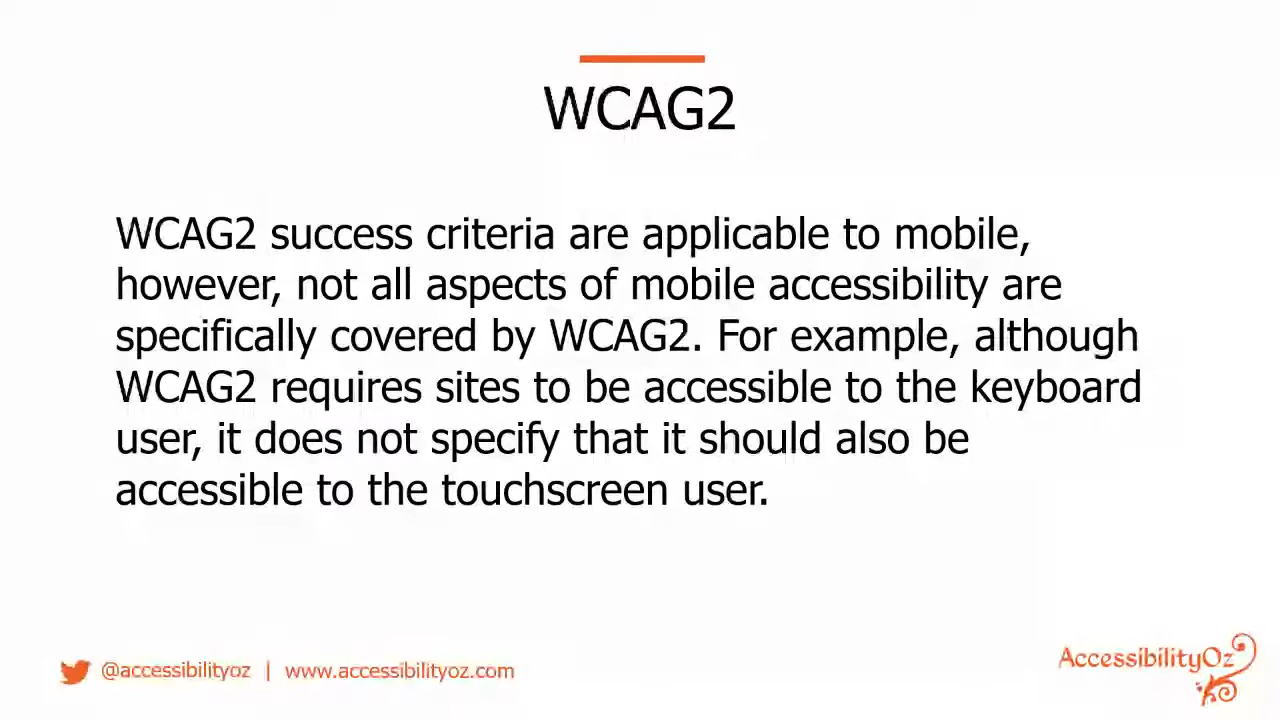 WCAG2
WCAG2 success criteria are applicable to mobile,
however, not all aspects of mobile accessibility are
specifically covered by WCAG2. For example, although
WCAG2 requires sites to be accessible to the keyboard
user, it does not specify that it should also be
accessible to the touchscreen user.
@accessibilityoz | www.accessibilityoz.com
AccessibilityOz